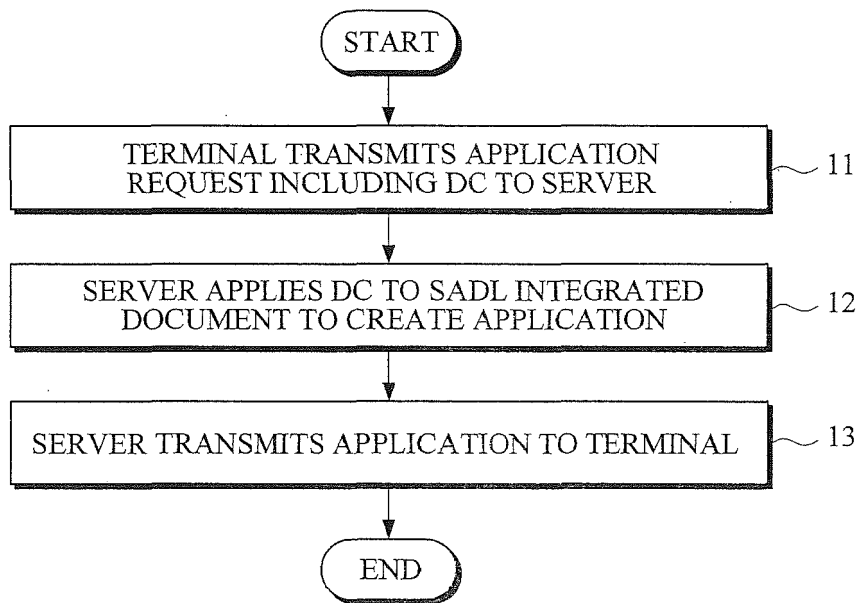 START
TERMINAL TRANSMITS APPLICATION
REQUEST INCLUDING DC TO SERVER
11
SERVER APPLIES DC TO SADL INTEGRATED
DOCUMENT TO CREATE APPLICATION
12
SERVER TRANSMITS APPLICATION TO TERMINAL
13
END